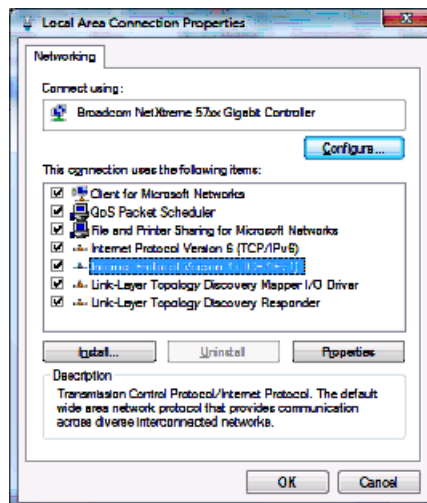 Local Area Connection Properties
Networking
Connect using:
Broadcom NetXtreme 57xx Gigabit Controller
Configure...
This connection uses the following items:
Client for Microsoft Networks
QoS Packet Scheduler
File and Printer Sharing for Microsoft Networks
Internet Protocol Version 6 (TCP/IPv6)
Internet Protocol Version
Link-Layer Topology Discovery Mapper I/O Driver
Link-Layer Topology Discovery Responder
Install...
Uninstall
Properties
Description
Transmission Control Protocol/Internet Protocol. The default
wide area network protocol that provides communication
across diverse interconnected networks.
OK
Cancel